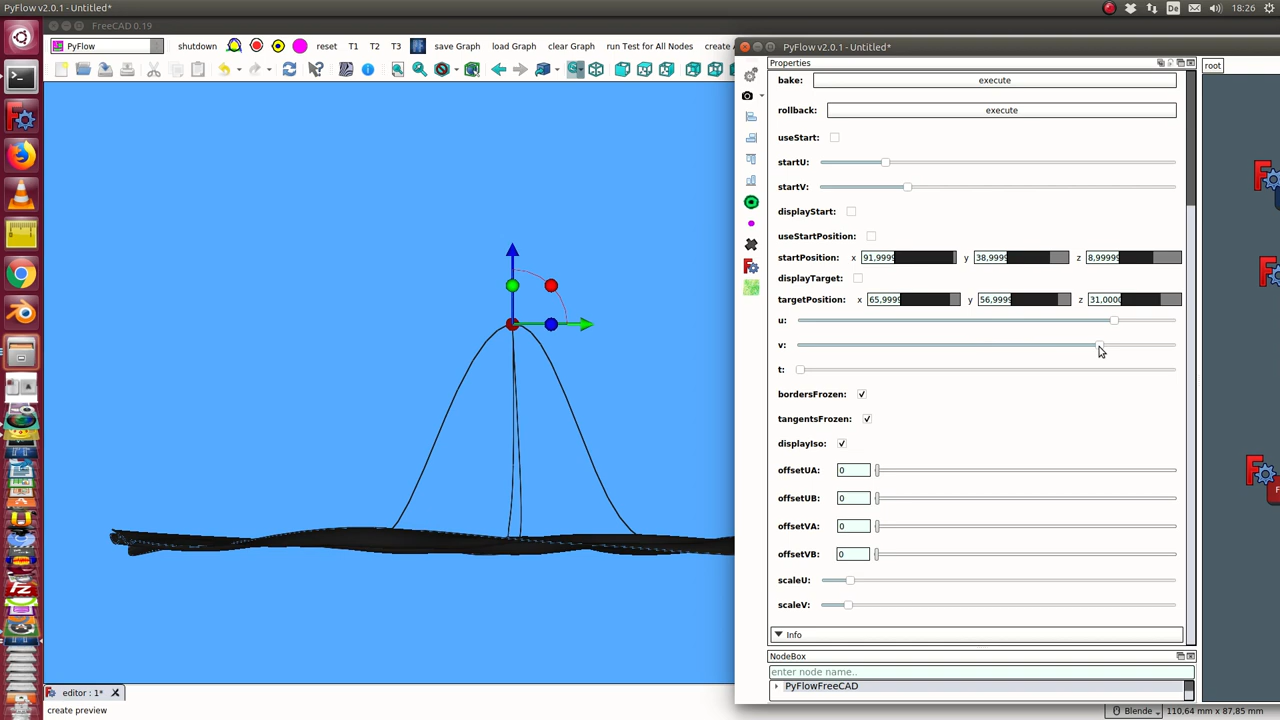 PyFlow v2.0.1 - Untitled*
De
18:26
FreeCAD 0.19
PyFlow
shutdown
reset
T1
T2
T3
save Graph
load Graph
clear Graph
run Test for All Nodes
create
PyFlow v2.0.1 - Untitled*
Properties
root
bake:
execute
rollback:
execute
useStart:
startU:
startV:
displayStart:
useStartPosition:
startPosition: x 91,9999 y 38,9999 z 8,99999
displayTarget:
targetPosition: x 65,9999 y 56,9999 z 31,0000
u:
v:
t:
bordersFrozen:
tangentsFrozen:
displayIso:
offsetUA: 0
offsetUB: 0
offsetVA: 0
offsetVB: 0
scaleU:
scaleV:
Info
NodeBox
enter node name..
PyFlowFreeCAD
editor : 1*
create preview
Blende
110,64 mm x 87,85 mm